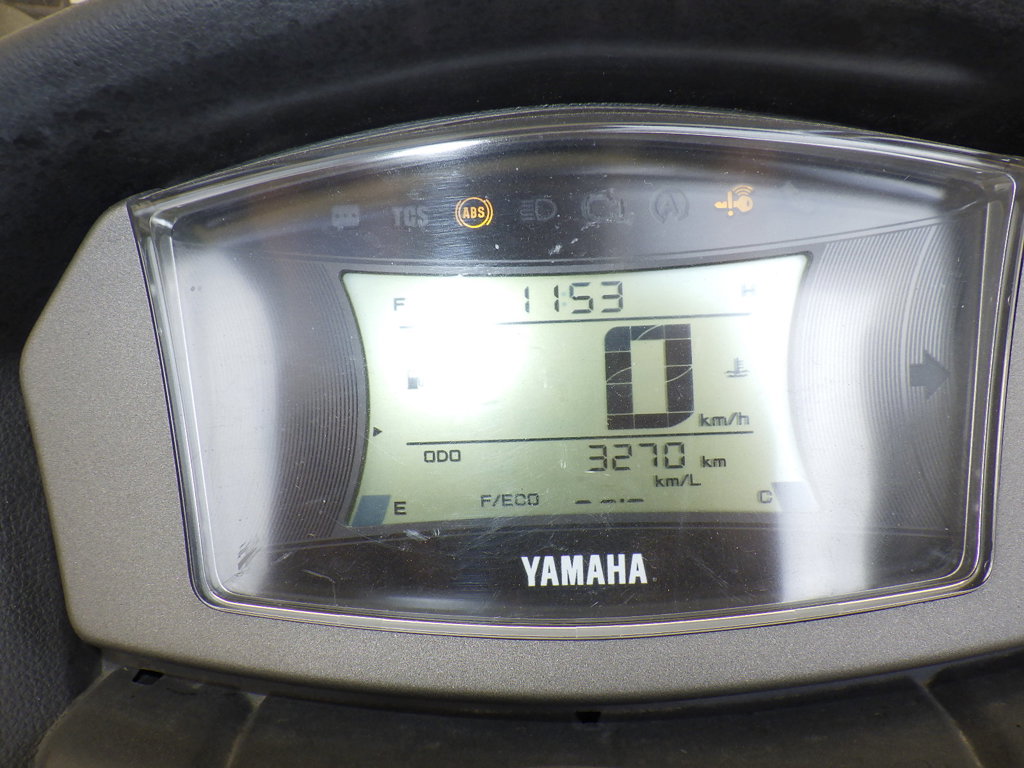 TCS ABS
F 11:53 H
0 km/h
ODO 3270 km
km/L
E F/ECO --.- C
YAMAHA